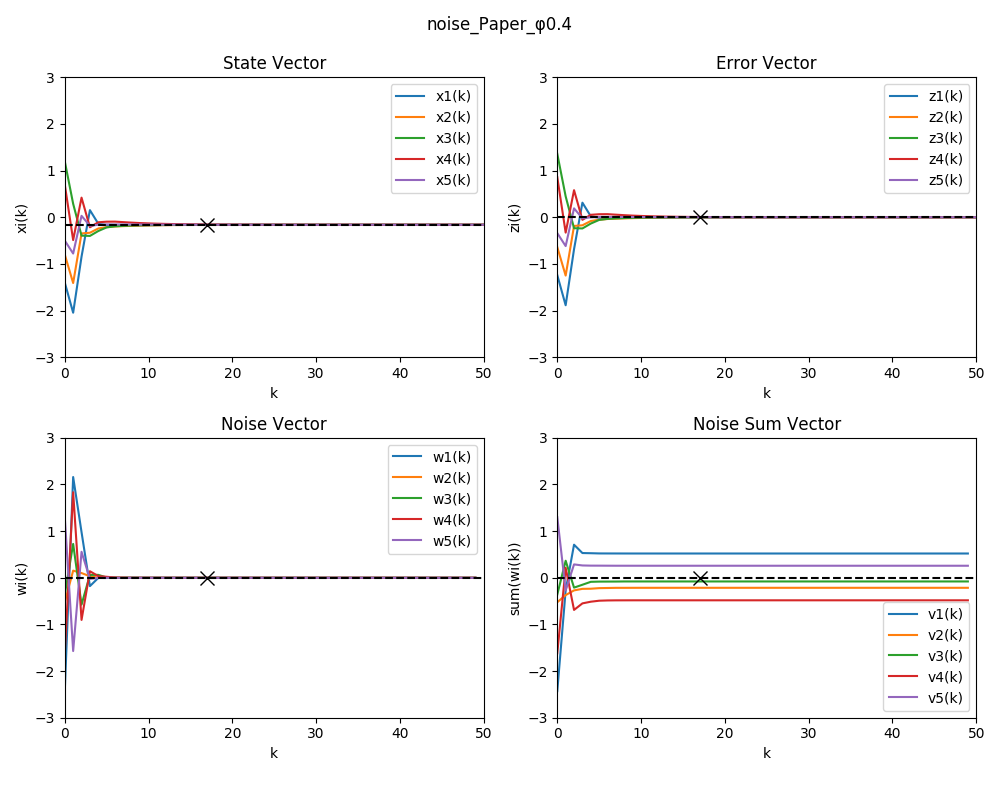 noise_Paper_φ0.4
State Vector
3
2
1
0
−1
−2
−3
xi(k)
x1(k)
x2(k)
x3(k)
x4(k)
x5(k)
0 10 20 30 40 50
k
Error Vector
3
2
1
0
−1
−2
−3
zi(k)
z1(k)
z2(k)
z3(k)
z4(k)
z5(k)
0 10 20 30 40 50
k
Noise Vector
3
2
1
0
−1
−2
−3
wi(k)
w1(k)
w2(k)
w3(k)
w4(k)
w5(k)
0 10 20 30 40 50
k
Noise Sum Vector
3
2
1
0
−1
−2
−3
sum(wi(k))
v1(k)
v2(k)
v3(k)
v4(k)
v5(k)
0 10 20 30 40 50
k